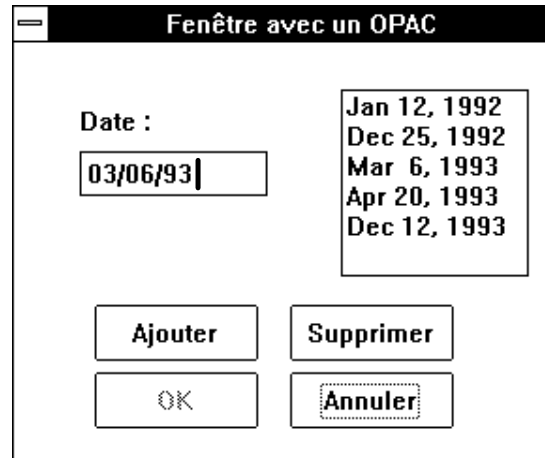 Fenêtre avec un OPAC
Date :
03/06/93
Jan 12, 1992
Dec 25, 1992
Mar  6, 1993
Apr 20, 1993
Dec 12, 1993
Ajouter
Supprimer
OK
Annuler